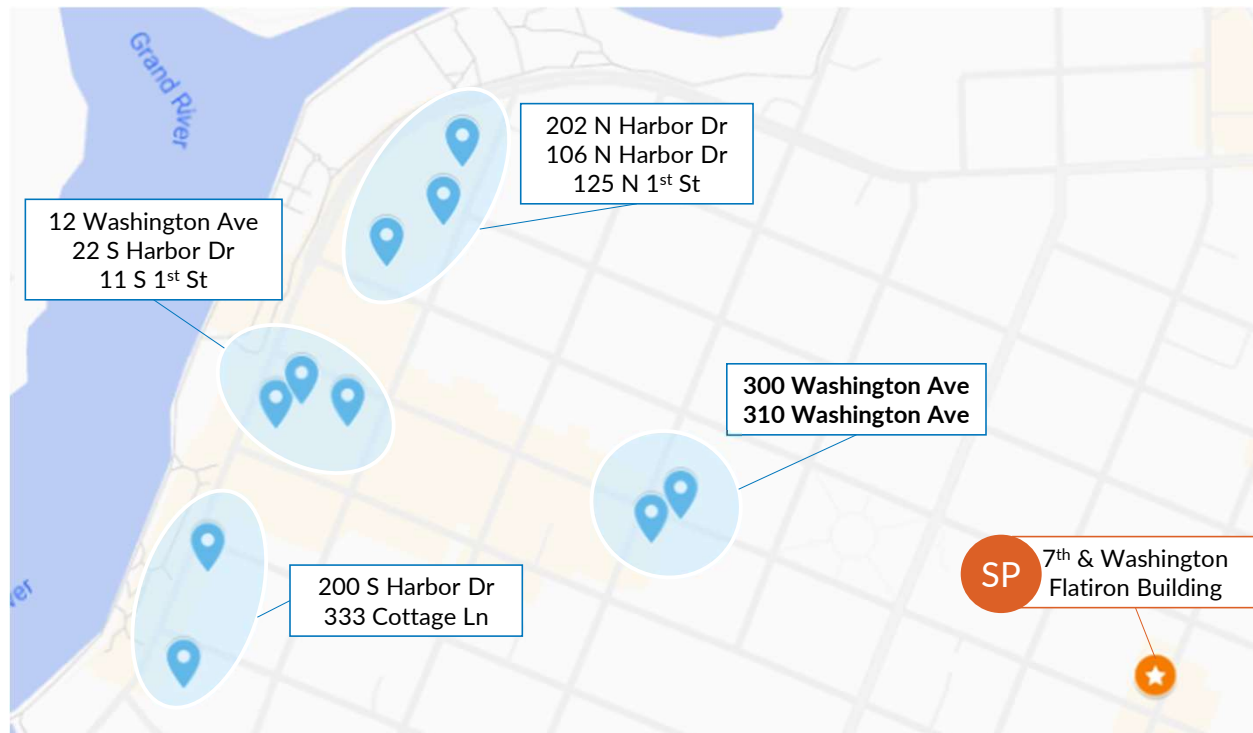 Grand River
202 N Harbor Dr
106 N Harbor Dr
125 N 1st St
12 Washington Ave
22 S Harbor Dr
11 S 1st St
300 Washington Ave
310 Washington Ave
SP
7th & Washington
Flatiron Building
200 S Harbor Dr
333 Cottage Ln
ver